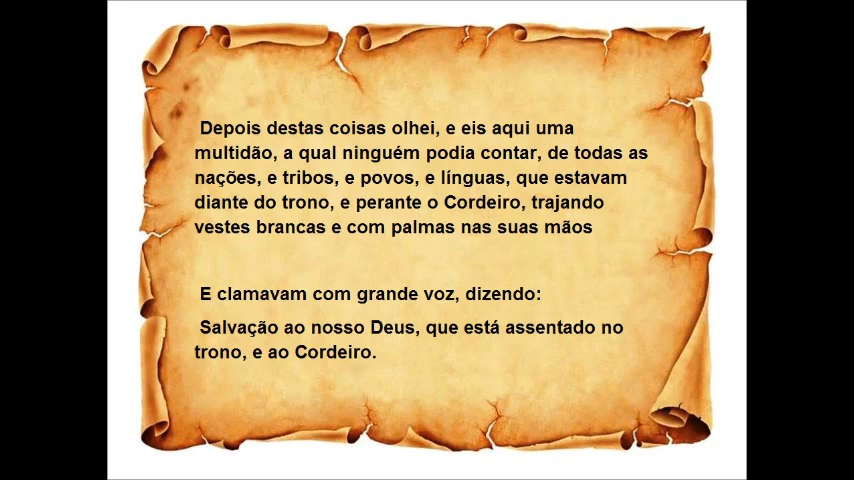 Depois destas coisas olhei, e eis aqui uma
multidão, a qual ninguém podia contar, de todas as
nações, e tribos, e povos, e línguas, que estavam
diante do trono, e perante o Cordeiro, trajando
vestes brancas e com palmas nas suas mãos
E clamavam com grande voz, dizendo:
Salvação ao nosso Deus, que está assentado no
trono, e ao Cordeiro.